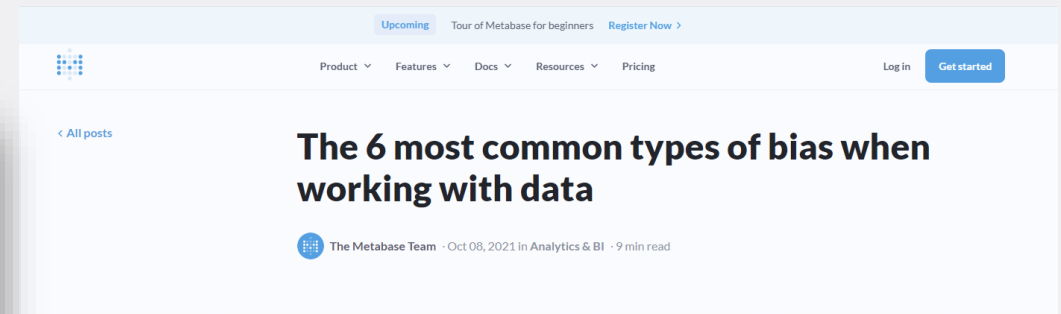 Upcoming Tour of Metabase for beginners Register Now >
Product Features Docs Resources Pricing Log in Get started
< All posts
The 6 most common types of bias when
working with data
The Metabase Team · Oct 08, 2021 in Analytics & BI · 9 min read